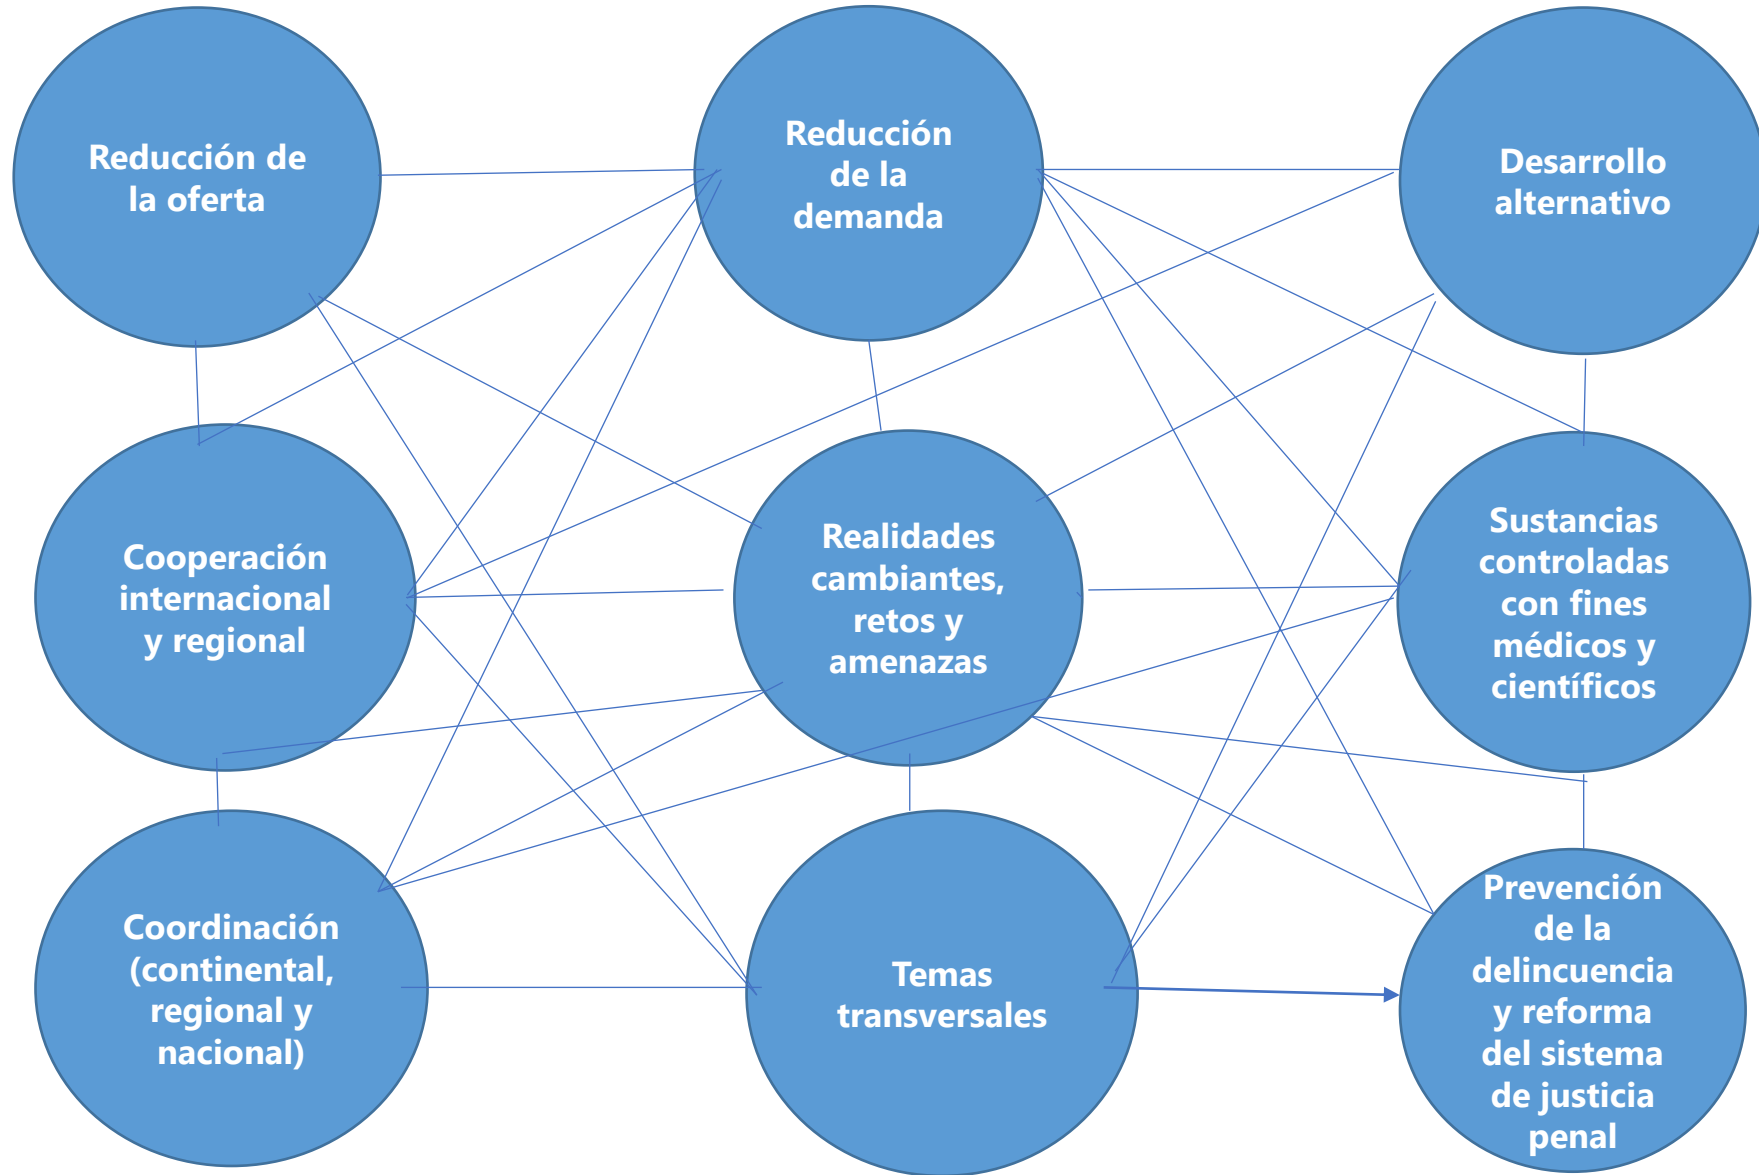 Reducción de
la oferta
Reducción
de la
demanda
Desarrollo
alternativo
Cooperación
internacional
y regional
Realidades
cambiantes,
retos y
amenazas
Sustancias
controladas
con fines
médicos y
científicos
Coordinación
(continental,
regional y
nacional)
Temas
transversales
Prevención
de la
delincuencia
y reforma
del sistema
de justicia
penal